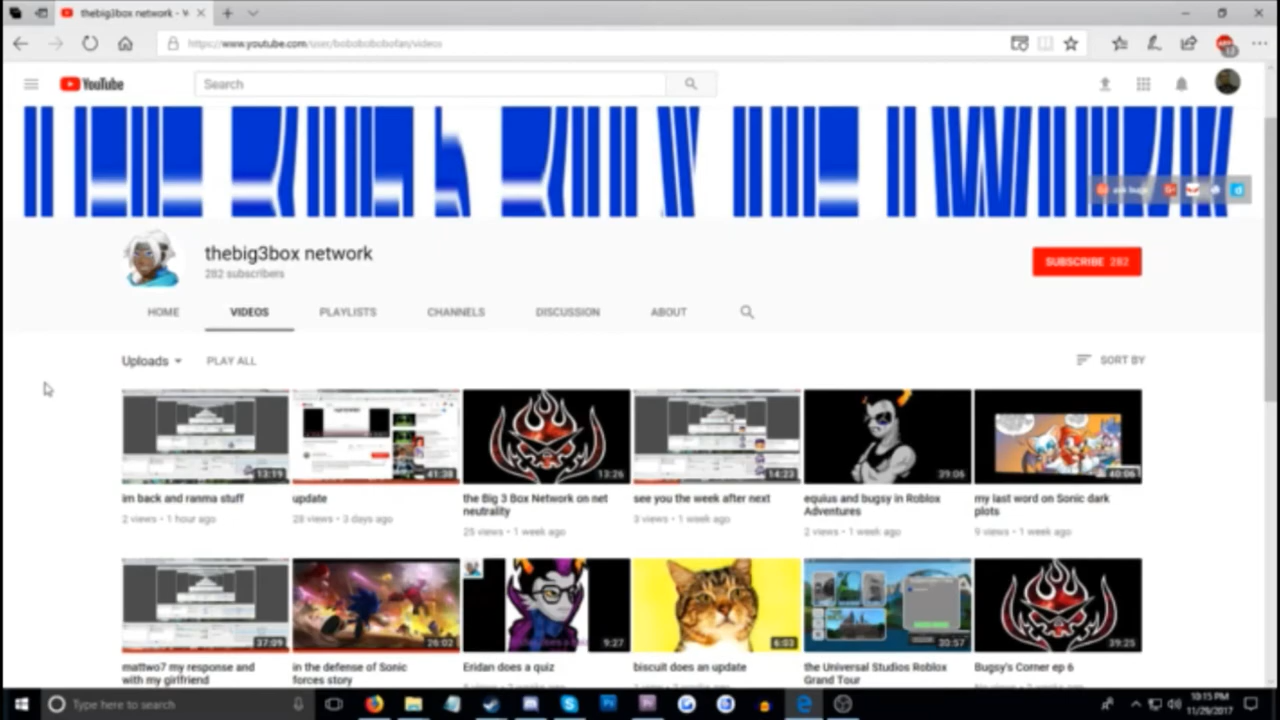 thebig3box network - Y
https://www.youtube.com/user/bobobobobofan/videos
YouTube
Search
ask bugs
thebig3box network
282 subscribers
SUBSCRIBE 282
HOME
VIDEOS
PLAYLISTS
CHANNELS
DISCUSSION
ABOUT
Uploads
PLAY ALL
SORT BY
13:19
41:38
13:26
14:23
39:06
40:06
im back and ranma stuff
2 views • 1 hour ago
update
28 views • 3 days ago
the Big 3 Box Network on net
neutrality
25 views • 1 week ago
see you the week after next
3 views • 1 week ago
equius and bugsy in Roblox
Adventures
2 views • 1 week ago
my last word on Sonic dark
plots
9 views • 1 week ago
37:09
26:02
9:27
6:03
30:57
39:25
mattwo7 my response and
with my girlfriend
in the defense of Sonic
forces story
Eridan does a quiz
biscuit does an update
the Universal Studios Roblox
Grand Tour
Bugsy's Corner ep 6
Type here to search
10:15 PM
11/29/2017